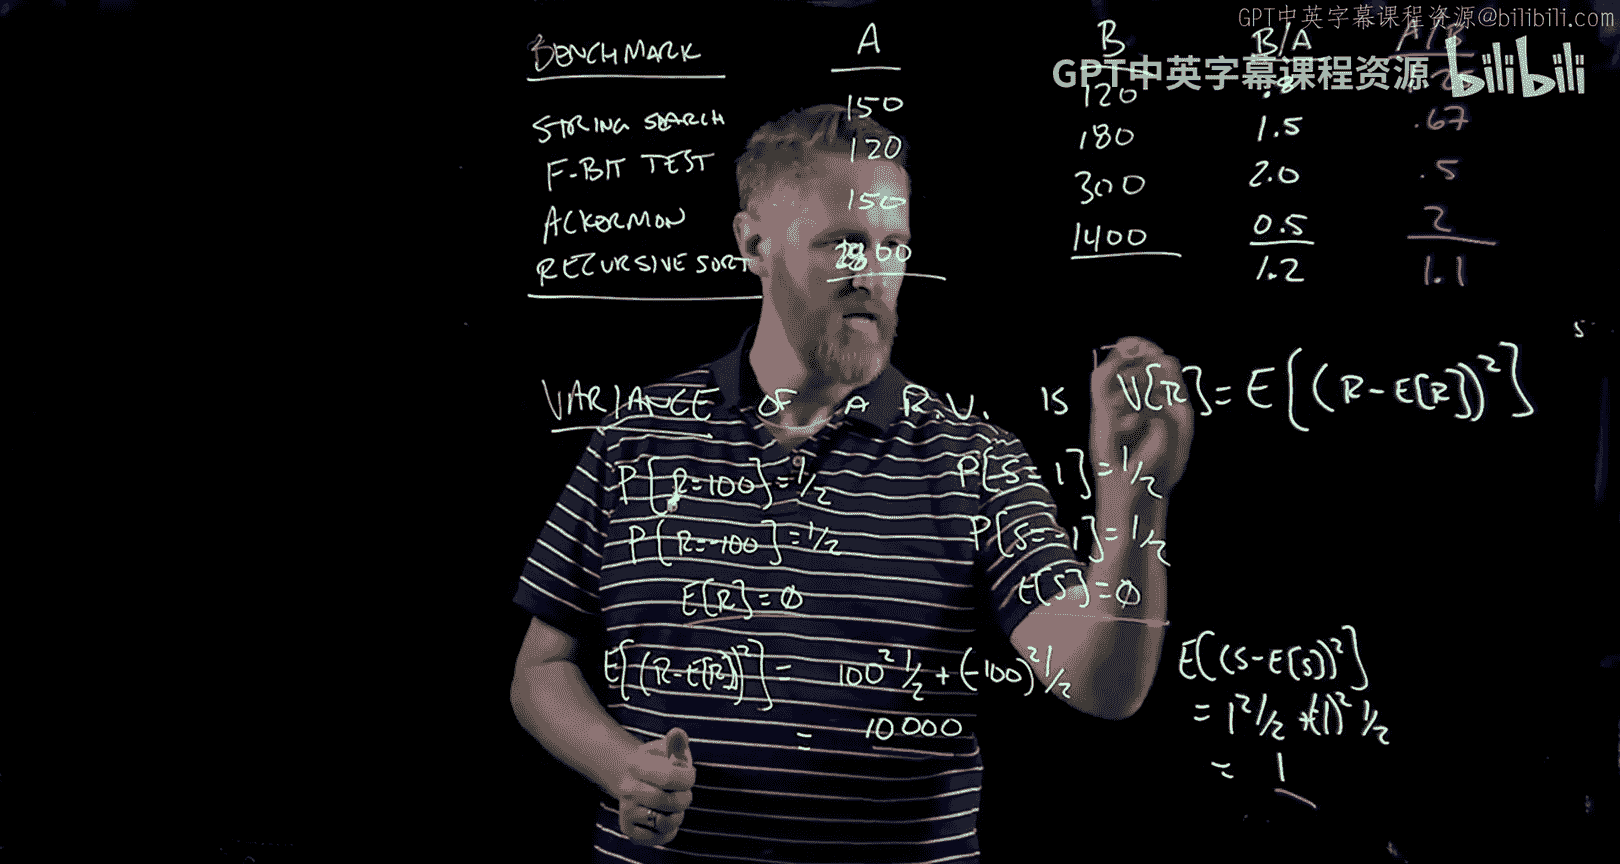 GPT中英字幕课程资源@bilibili.com
GPT中英字幕课程资源 bilibili
BENCHMARK A B B/A A/B
STRING SEARCH 150 120 .8
F-BIT TEST 120 180 1.5 .67
ACKERMON 150 300 2.0 .5
RECURSIVE SORT 1400 0.5 2
1.2 1.1
VARIANCE OF A R.V. IS V[R] = E[(R-E[R])²]
P[R=100]=1/2 P[S=1]=1/2
P[R=-100]=1/2 P[S=-1]=1/2
E[R]=0 E[S]=0
E[(R-E[R])²] = 100² 1/2 + (-100)² 1/2 E[(S-E[S])²]
= 10000 = 1² 1/2 + (-1)² 1/2
= 1